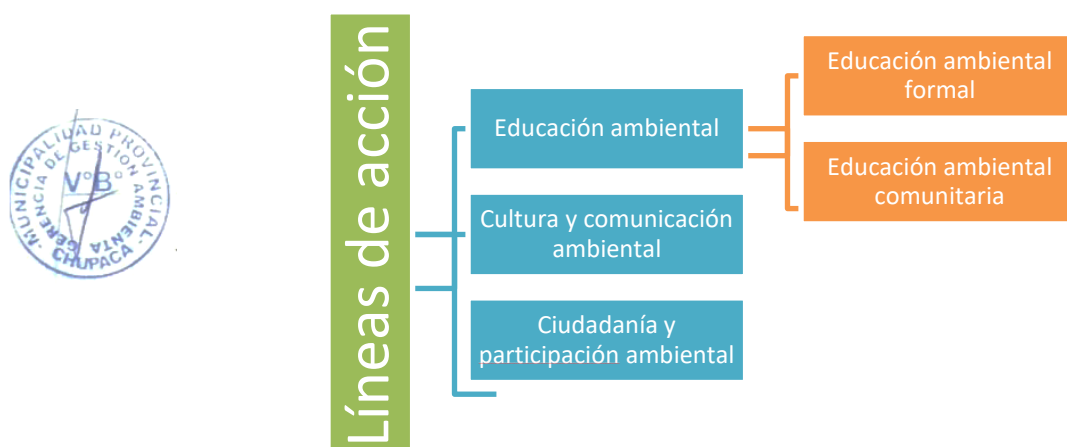 Líneas de acción
Educación ambiental
Educación ambiental
formal
Educación ambiental
comunitaria
Cultura y comunicación
ambiental
Ciudadanía y
participación ambiental
MUNICIPALIDAD PROVINCIAL
CHUPACA
GERENCIA DE GESTIÓN AMBIENTA
V°B°